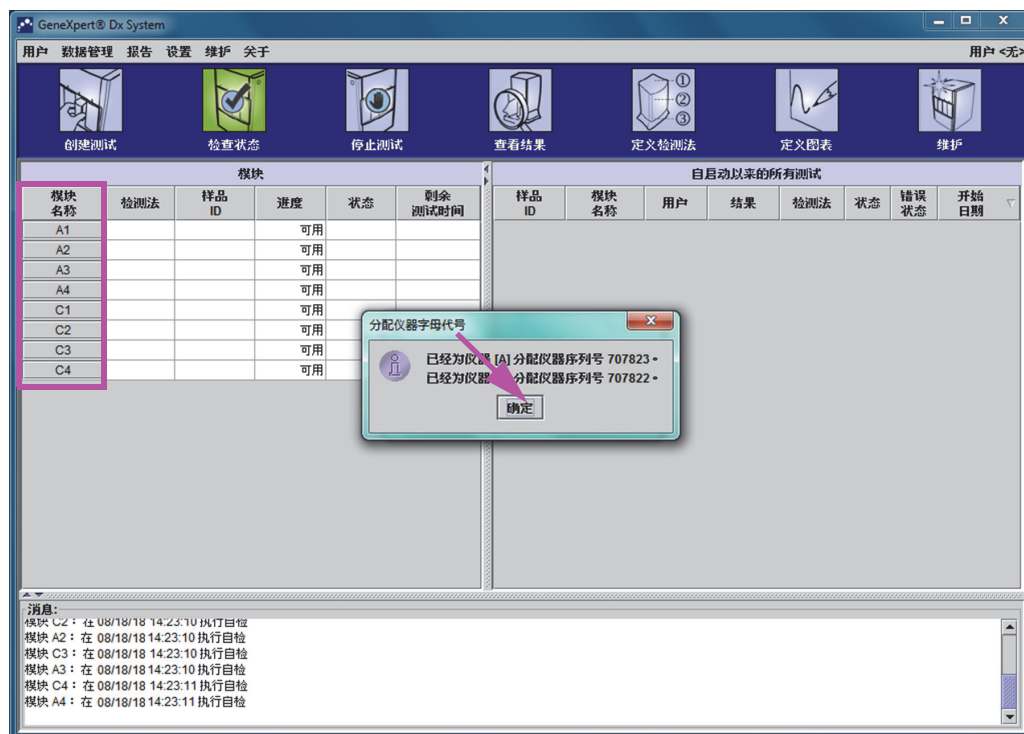 GeneXpert® Dx System
用户 数据管理 报告 设置 维护 关于
用户 <无>
创建测试 检查状态 停止测试 查看结果 定义检测法 定义图表 维护
① ② ③
模块
自启动以来的所有测试
模块名称 检测法 样品 ID 进度 状态 剩余测试时间
样品 ID 模块名称 用户 结果 检测法 状态 错误状态 开始日期
A1 可用
A2 可用
A3 可用
A4 可用
C1 可用
C2 可用
C3 可用
C4 可用
分配仪器字母代号
已经为仪器 [A] 分配仪器序列号 707823。
已经为仪器 分配仪器序列号 707822。
确定
消息:
模块 C2： 在 08/18/18 14:23:10 执行自检
模块 A2： 在 08/18/18 14:23:10 执行自检
模块 C3： 在 08/18/18 14:23:10 执行自检
模块 A3： 在 08/18/18 14:23:10 执行自检
模块 C4： 在 08/18/18 14:23:11 执行自检
模块 A4： 在 08/18/18 14:23:11 执行自检